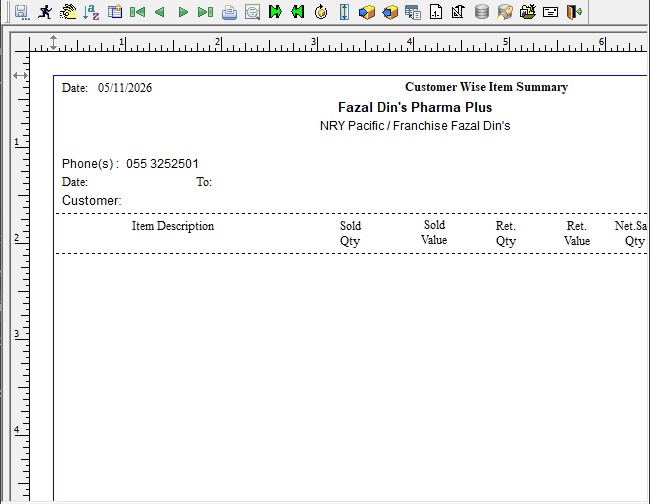 1 2 3 4 5 6
Date: 05/11/2026 Customer Wise Item Summary
Fazal Din's Pharma Plus
NRY Pacific / Franchise Fazal Din's
1
Phone(s) : 055 3252501
Date: To:
Customer:
Item Description Sold Sold Ret. Ret. Net.Sa
2 Qty Value Qty Value Qty
3
4